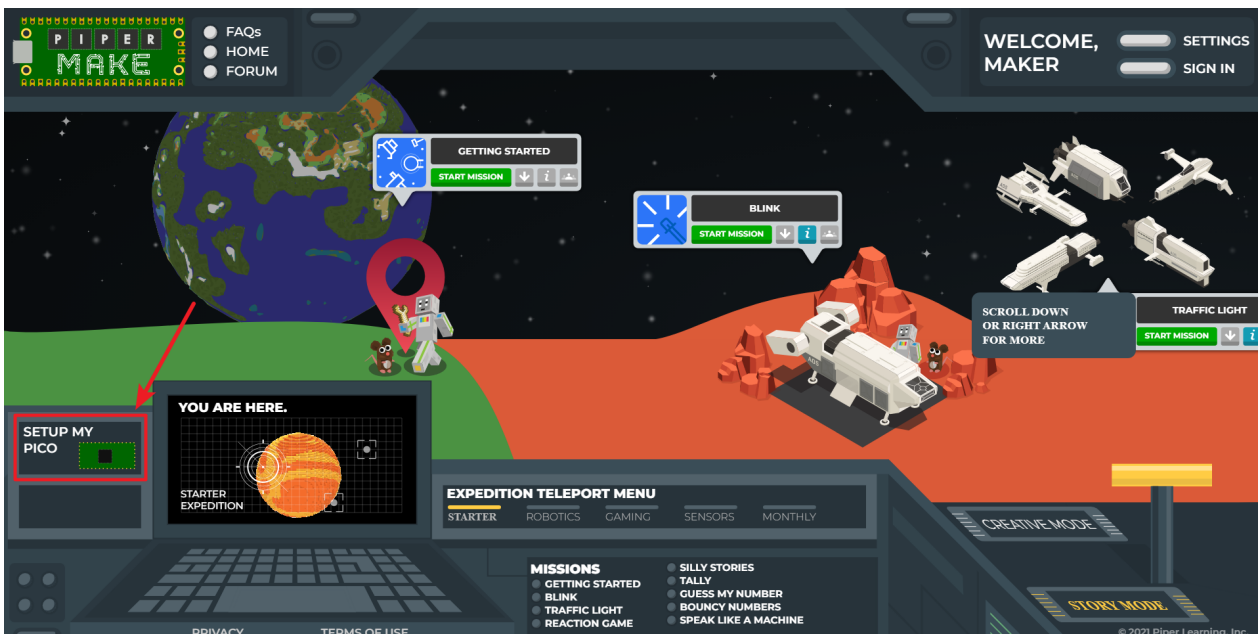 PIPER
MAKE
FAQs
HOME
FORUM
WELCOME,
MAKER
SETTINGS
SIGN IN
GETTING STARTED
START MISSION
i
BLINK
START MISSION
i
SCROLL DOWN
OR RIGHT ARROW
FOR MORE
TRAFFIC LIGHT
START MISSION
i
SETUP MY
PICO
YOU ARE HERE.
STARTER
EXPEDITION
EXPEDITION TELEPORT MENU
STARTER ROBOTICS GAMING SENSORS MONTHLY
CREATIVE MODE
STORY MODE
MISSIONS
GETTING STARTED
BLINK
TRAFFIC LIGHT
REACTION GAME
SILLY STORIES
TALLY
GUESS MY NUMBER
BOUNCY NUMBERS
SPEAK LIKE A MACHINE
PRIVACY TERMS OF USE
© 2021 Piper Learning, Inc.